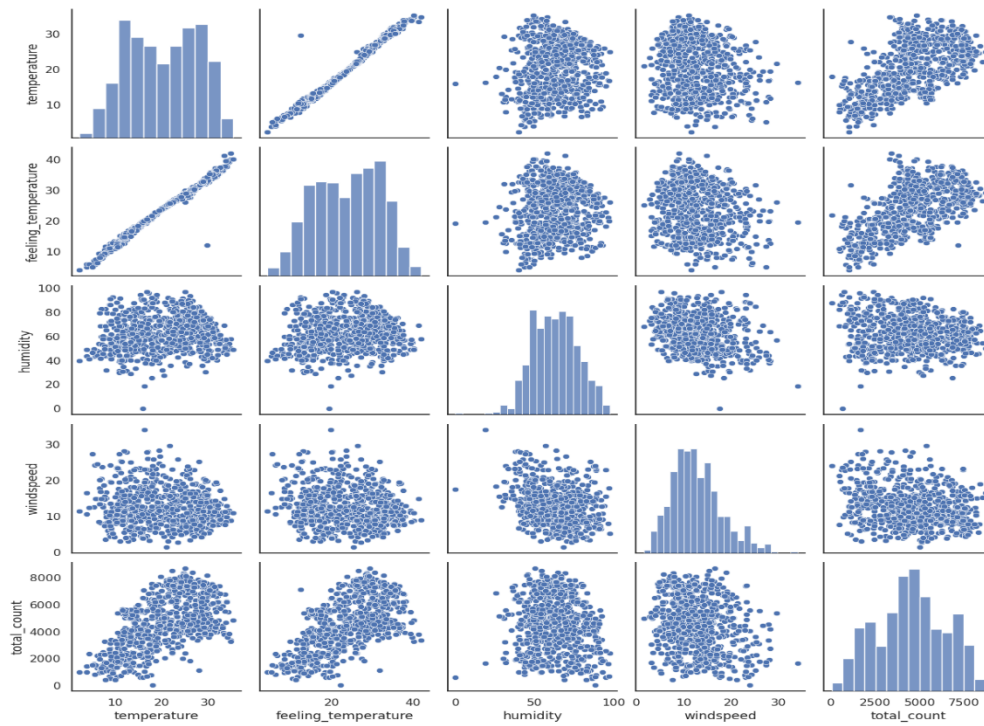 temperature
30
20
10
feeling_temperature
40
30
20
10
humidity
100
80
60
40
20
0
windspeed
30
20
10
0
total_count
8000
6000
4000
2000
0
10 20 30
20 40
0 50 100
0 10 20 30
0 2500 5000 7500
temperature feeling_temperature humidity windspeed total_count